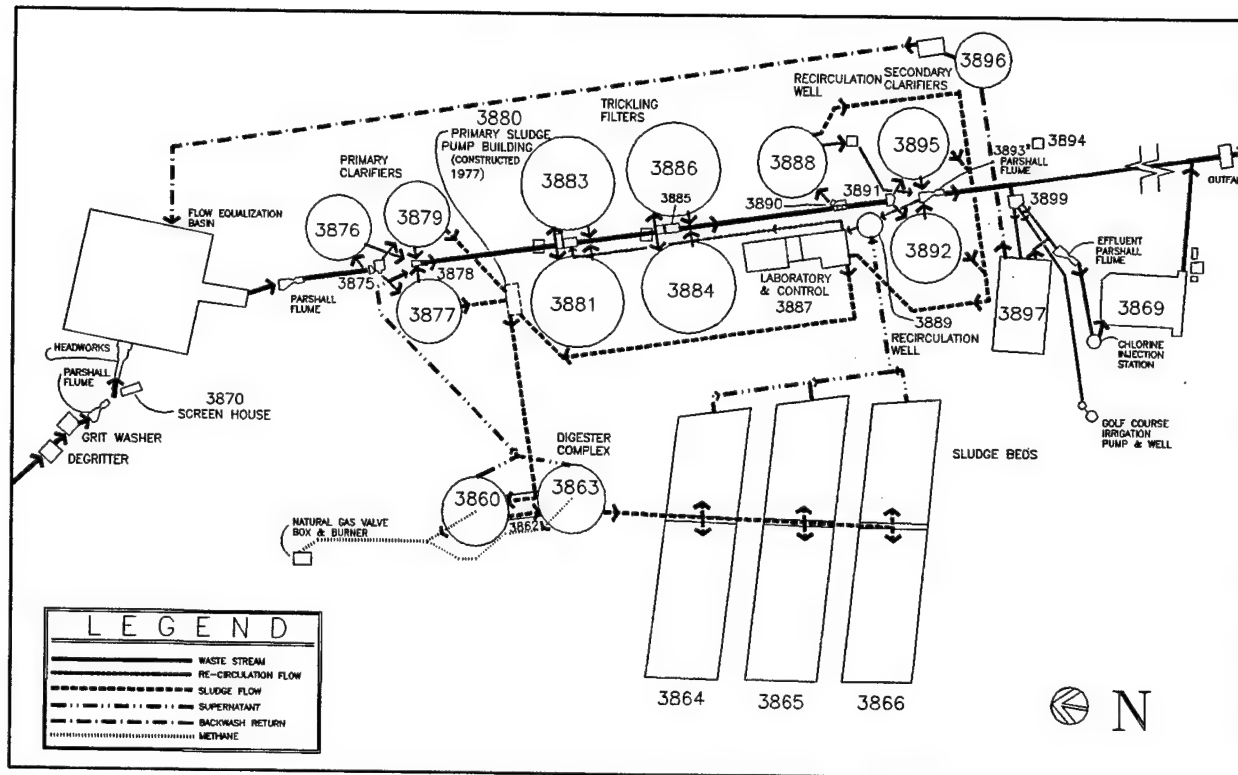 3896
RECIRCULATION
WELL
SECONDARY
CLARIFIERS
TRICKLING
FILTERS
3880
PRIMARY SLUDGE
PUMP BUILDING
(CONSTRUCTED
1977)
PRIMARY
CLARIFIERS
3886
3883
3888
3895
3893
PARSHALL
FLUME
3894
3876
3879
3885
3890
3891
3899
OUTFALL
FLOW EQUALIZATION
BASIN
3875
3878
3877
PARSHALL
FLUME
3881
3884
LABORATORY
& CONTROL
3887
3892
3889
RECIRCULATION
WELL
3897
EFFLUENT
PARSHALL
FLUME
3869
CHLORINE
INJECTION
STATION
HEADWORKS
PARSHALL
FLUME
3870
SCREEN HOUSE
GRIT WASHER
DEGRITTER
GOLF COURSE
IRRIGATION
PUMP & WELL
DIGESTER
COMPLEX
SLUDGE BEDS
3860
3863
3862
NATURAL GAS VALVE
BOX & BURNER
3864
3865
3866
LEGEND
WASTE STREAM
RE-CIRCULATION FLOW
SLUDGE FLOW
SUPERNATANT
BACKWASH RETURN
METHANE
N